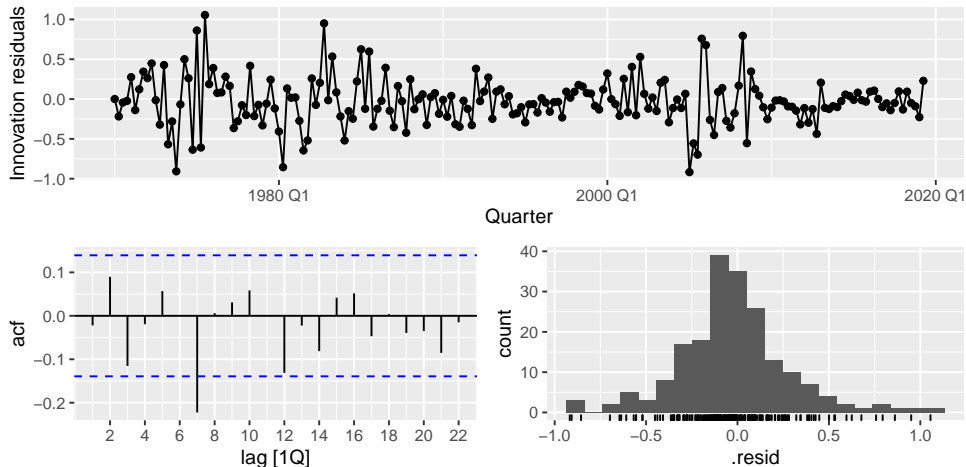 Innovation residuals
1.0
0.5
0.0
−0.5
−1.0
1980 Q1 2000 Q1 2020 Q1
Quarter
acf
0.1
0.0
−0.1
−0.2
2 4 6 8 10 12 14 16 18 20 22
lag [1Q]
count
40
30
20
10
0
−1.0 −0.5 0.0 0.5 1.0
.resid